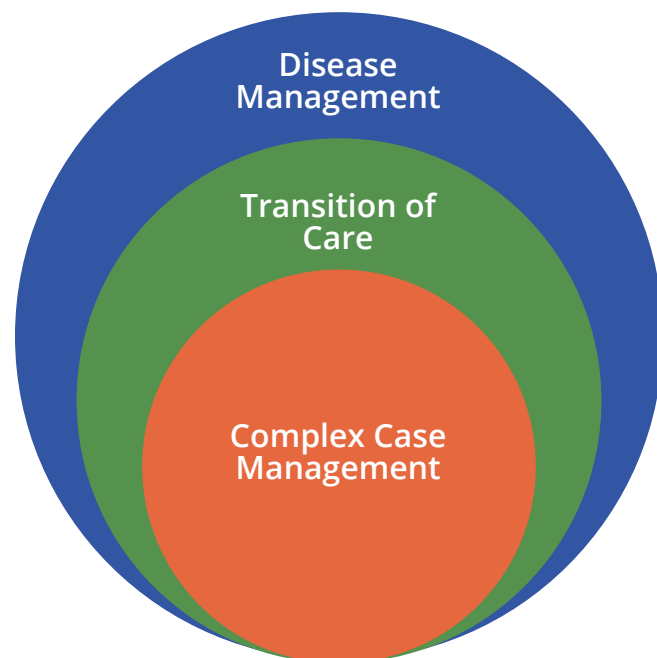 Disease
Management
Transition of
Care
Complex Case
Management